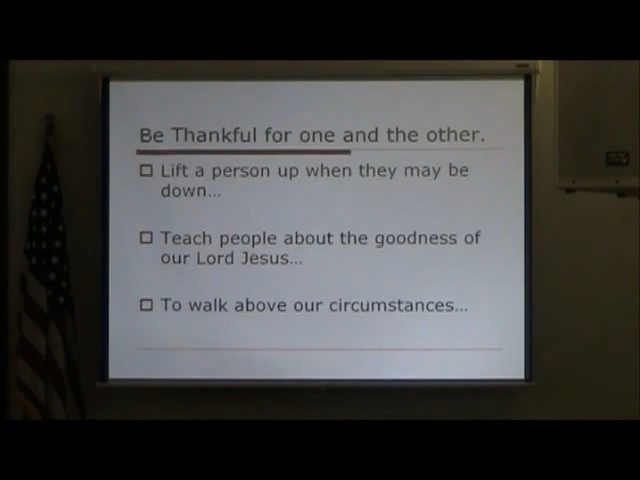 Be Thankful for one and the other.
Lift a person up when they may be
down...
Teach people about the goodness of
our Lord Jesus...
To walk above our circumstances...